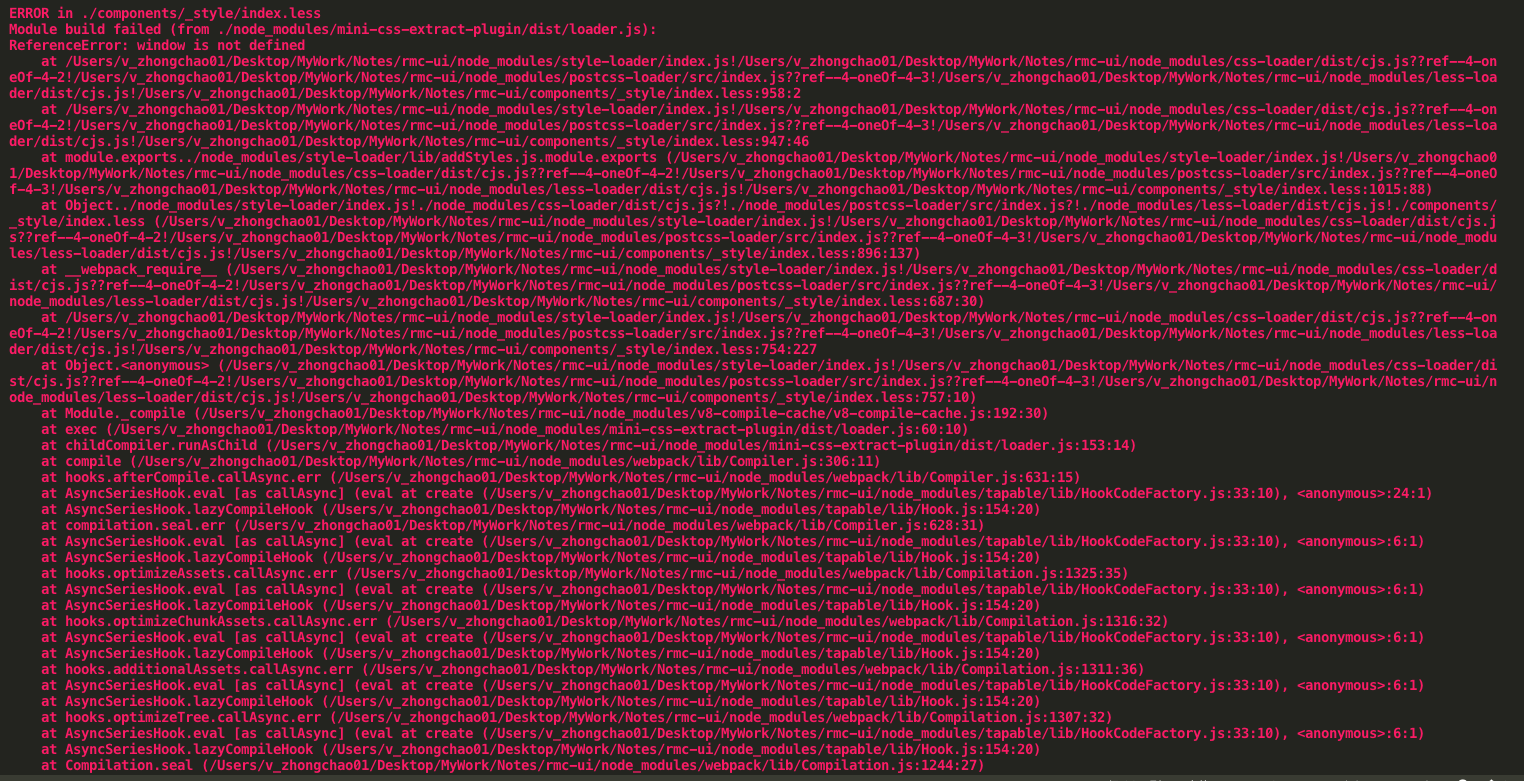 ERROR in ./components/_style/index.less
Module build failed (from ./node_modules/mini-css-extract-plugin/dist/loader.js):
ReferenceError: window is not defined
    at /Users/v_zhongchao01/Desktop/MyWork/Notes/rmc-ui/node_modules/style-loader/index.js!/Users/v_zhongchao01/Desktop/MyWork/Notes/rmc-ui/node_modules/css-loader/dist/cjs.js??ref--4-on
eOf-4-2!/Users/v_zhongchao01/Desktop/MyWork/Notes/rmc-ui/node_modules/postcss-loader/src/index.js??ref--4-oneOf-4-3!/Users/v_zhongchao01/Desktop/MyWork/Notes/rmc-ui/node_modules/less-loa
der/dist/cjs.js!/Users/v_zhongchao01/Desktop/MyWork/Notes/rmc-ui/components/_style/index.less:958:2
    at /Users/v_zhongchao01/Desktop/MyWork/Notes/rmc-ui/node_modules/style-loader/index.js!/Users/v_zhongchao01/Desktop/MyWork/Notes/rmc-ui/node_modules/css-loader/dist/cjs.js??ref--4-on
eOf-4-2!/Users/v_zhongchao01/Desktop/MyWork/Notes/rmc-ui/node_modules/postcss-loader/src/index.js??ref--4-oneOf-4-3!/Users/v_zhongchao01/Desktop/MyWork/Notes/rmc-ui/node_modules/less-loa
der/dist/cjs.js!/Users/v_zhongchao01/Desktop/MyWork/Notes/rmc-ui/components/_style/index.less:947:46
    at module.exports../node_modules/style-loader/lib/addStyles.js.module.exports (/Users/v_zhongchao01/Desktop/MyWork/Notes/rmc-ui/node_modules/style-loader/index.js!/Users/v_zhongchao0
1/Desktop/MyWork/Notes/rmc-ui/node_modules/css-loader/dist/cjs.js??ref--4-oneOf-4-2!/Users/v_zhongchao01/Desktop/MyWork/Notes/rmc-ui/node_modules/postcss-loader/src/index.js??ref--4-oneO
f-4-3!/Users/v_zhongchao01/Desktop/MyWork/Notes/rmc-ui/node_modules/less-loader/dist/cjs.js!/Users/v_zhongchao01/Desktop/MyWork/Notes/rmc-ui/components/_style/index.less:1015:88)
    at Object../node_modules/style-loader/index.js!./node_modules/css-loader/dist/cjs.js?!./node_modules/postcss-loader/src/index.js?!./node_modules/less-loader/dist/cjs.js!./components/
_style/index.less (/Users/v_zhongchao01/Desktop/MyWork/Notes/rmc-ui/node_modules/style-loader/index.js!/Users/v_zhongchao01/Desktop/MyWork/Notes/rmc-ui/node_modules/css-loader/dist/cjs.j
s??ref--4-oneOf-4-2!/Users/v_zhongchao01/Desktop/MyWork/Notes/rmc-ui/node_modules/postcss-loader/src/index.js??ref--4-oneOf-4-3!/Users/v_zhongchao01/Desktop/MyWork/Notes/rmc-ui/node_modu
les/less-loader/dist/cjs.js!/Users/v_zhongchao01/Desktop/MyWork/Notes/rmc-ui/components/_style/index.less:896:137)
    at __webpack_require__ (/Users/v_zhongchao01/Desktop/MyWork/Notes/rmc-ui/node_modules/style-loader/index.js!/Users/v_zhongchao01/Desktop/MyWork/Notes/rmc-ui/node_modules/css-loader/d
ist/cjs.js??ref--4-oneOf-4-2!/Users/v_zhongchao01/Desktop/MyWork/Notes/rmc-ui/node_modules/postcss-loader/src/index.js??ref--4-oneOf-4-3!/Users/v_zhongchao01/Desktop/MyWork/Notes/rmc-ui/
node_modules/less-loader/dist/cjs.js!/Users/v_zhongchao01/Desktop/MyWork/Notes/rmc-ui/components/_style/index.less:687:30)
    at /Users/v_zhongchao01/Desktop/MyWork/Notes/rmc-ui/node_modules/style-loader/index.js!/Users/v_zhongchao01/Desktop/MyWork/Notes/rmc-ui/node_modules/css-loader/dist/cjs.js??ref--4-on
eOf-4-2!/Users/v_zhongchao01/Desktop/MyWork/Notes/rmc-ui/node_modules/postcss-loader/src/index.js??ref--4-oneOf-4-3!/Users/v_zhongchao01/Desktop/MyWork/Notes/rmc-ui/node_modules/less-loa
der/dist/cjs.js!/Users/v_zhongchao01/Desktop/MyWork/Notes/rmc-ui/components/_style/index.less:754:227
    at Object.<anonymous> (/Users/v_zhongchao01/Desktop/MyWork/Notes/rmc-ui/node_modules/style-loader/index.js!/Users/v_zhongchao01/Desktop/MyWork/Notes/rmc-ui/node_modules/css-loader/di
st/cjs.js??ref--4-oneOf-4-2!/Users/v_zhongchao01/Desktop/MyWork/Notes/rmc-ui/node_modules/postcss-loader/src/index.js??ref--4-oneOf-4-3!/Users/v_zhongchao01/Desktop/MyWork/Notes/rmc-ui/n
ode_modules/less-loader/dist/cjs.js!/Users/v_zhongchao01/Desktop/MyWork/Notes/rmc-ui/components/_style/index.less:757:10)
    at Module._compile (/Users/v_zhongchao01/Desktop/MyWork/Notes/rmc-ui/node_modules/v8-compile-cache/v8-compile-cache.js:192:30)
    at exec (/Users/v_zhongchao01/Desktop/MyWork/Notes/rmc-ui/node_modules/mini-css-extract-plugin/dist/loader.js:60:10)
    at childCompiler.runAsChild (/Users/v_zhongchao01/Desktop/MyWork/Notes/rmc-ui/node_modules/mini-css-extract-plugin/dist/loader.js:153:14)
    at compile (/Users/v_zhongchao01/Desktop/MyWork/Notes/rmc-ui/node_modules/webpack/lib/Compiler.js:306:11)
    at hooks.afterCompile.callAsync.err (/Users/v_zhongchao01/Desktop/MyWork/Notes/rmc-ui/node_modules/webpack/lib/Compiler.js:631:15)
    at AsyncSeriesHook.eval [as callAsync] (eval at create (/Users/v_zhongchao01/Desktop/MyWork/Notes/rmc-ui/node_modules/tapable/lib/HookCodeFactory.js:33:10), <anonymous>:24:1)
    at AsyncSeriesHook.lazyCompileHook (/Users/v_zhongchao01/Desktop/MyWork/Notes/rmc-ui/node_modules/tapable/lib/Hook.js:154:20)
    at compilation.seal.err (/Users/v_zhongchao01/Desktop/MyWork/Notes/rmc-ui/node_modules/webpack/lib/Compiler.js:628:31)
    at AsyncSeriesHook.eval [as callAsync] (eval at create (/Users/v_zhongchao01/Desktop/MyWork/Notes/rmc-ui/node_modules/tapable/lib/HookCodeFactory.js:33:10), <anonymous>:6:1)
    at AsyncSeriesHook.lazyCompileHook (/Users/v_zhongchao01/Desktop/MyWork/Notes/rmc-ui/node_modules/tapable/lib/Hook.js:154:20)
    at hooks.optimizeAssets.callAsync.err (/Users/v_zhongchao01/Desktop/MyWork/Notes/rmc-ui/node_modules/webpack/lib/Compilation.js:1325:35)
    at AsyncSeriesHook.eval [as callAsync] (eval at create (/Users/v_zhongchao01/Desktop/MyWork/Notes/rmc-ui/node_modules/tapable/lib/HookCodeFactory.js:33:10), <anonymous>:6:1)
    at AsyncSeriesHook.lazyCompileHook (/Users/v_zhongchao01/Desktop/MyWork/Notes/rmc-ui/node_modules/tapable/lib/Hook.js:154:20)
    at hooks.optimizeChunkAssets.callAsync.err (/Users/v_zhongchao01/Desktop/MyWork/Notes/rmc-ui/node_modules/webpack/lib/Compilation.js:1316:32)
    at AsyncSeriesHook.eval [as callAsync] (eval at create (/Users/v_zhongchao01/Desktop/MyWork/Notes/rmc-ui/node_modules/tapable/lib/HookCodeFactory.js:33:10), <anonymous>:6:1)
    at AsyncSeriesHook.lazyCompileHook (/Users/v_zhongchao01/Desktop/MyWork/Notes/rmc-ui/node_modules/tapable/lib/Hook.js:154:20)
    at hooks.additionalAssets.callAsync.err (/Users/v_zhongchao01/Desktop/MyWork/Notes/rmc-ui/node_modules/webpack/lib/Compilation.js:1311:36)
    at AsyncSeriesHook.eval [as callAsync] (eval at create (/Users/v_zhongchao01/Desktop/MyWork/Notes/rmc-ui/node_modules/tapable/lib/HookCodeFactory.js:33:10), <anonymous>:6:1)
    at AsyncSeriesHook.lazyCompileHook (/Users/v_zhongchao01/Desktop/MyWork/Notes/rmc-ui/node_modules/tapable/lib/Hook.js:154:20)
    at hooks.optimizeTree.callAsync.err (/Users/v_zhongchao01/Desktop/MyWork/Notes/rmc-ui/node_modules/webpack/lib/Compilation.js:1307:32)
    at AsyncSeriesHook.eval [as callAsync] (eval at create (/Users/v_zhongchao01/Desktop/MyWork/Notes/rmc-ui/node_modules/tapable/lib/HookCodeFactory.js:33:10), <anonymous>:6:1)
    at AsyncSeriesHook.lazyCompileHook (/Users/v_zhongchao01/Desktop/MyWork/Notes/rmc-ui/node_modules/tapable/lib/Hook.js:154:20)
    at Compilation.seal (/Users/v_zhongchao01/Desktop/MyWork/Notes/rmc-ui/node_modules/webpack/lib/Compilation.js:1244:27)